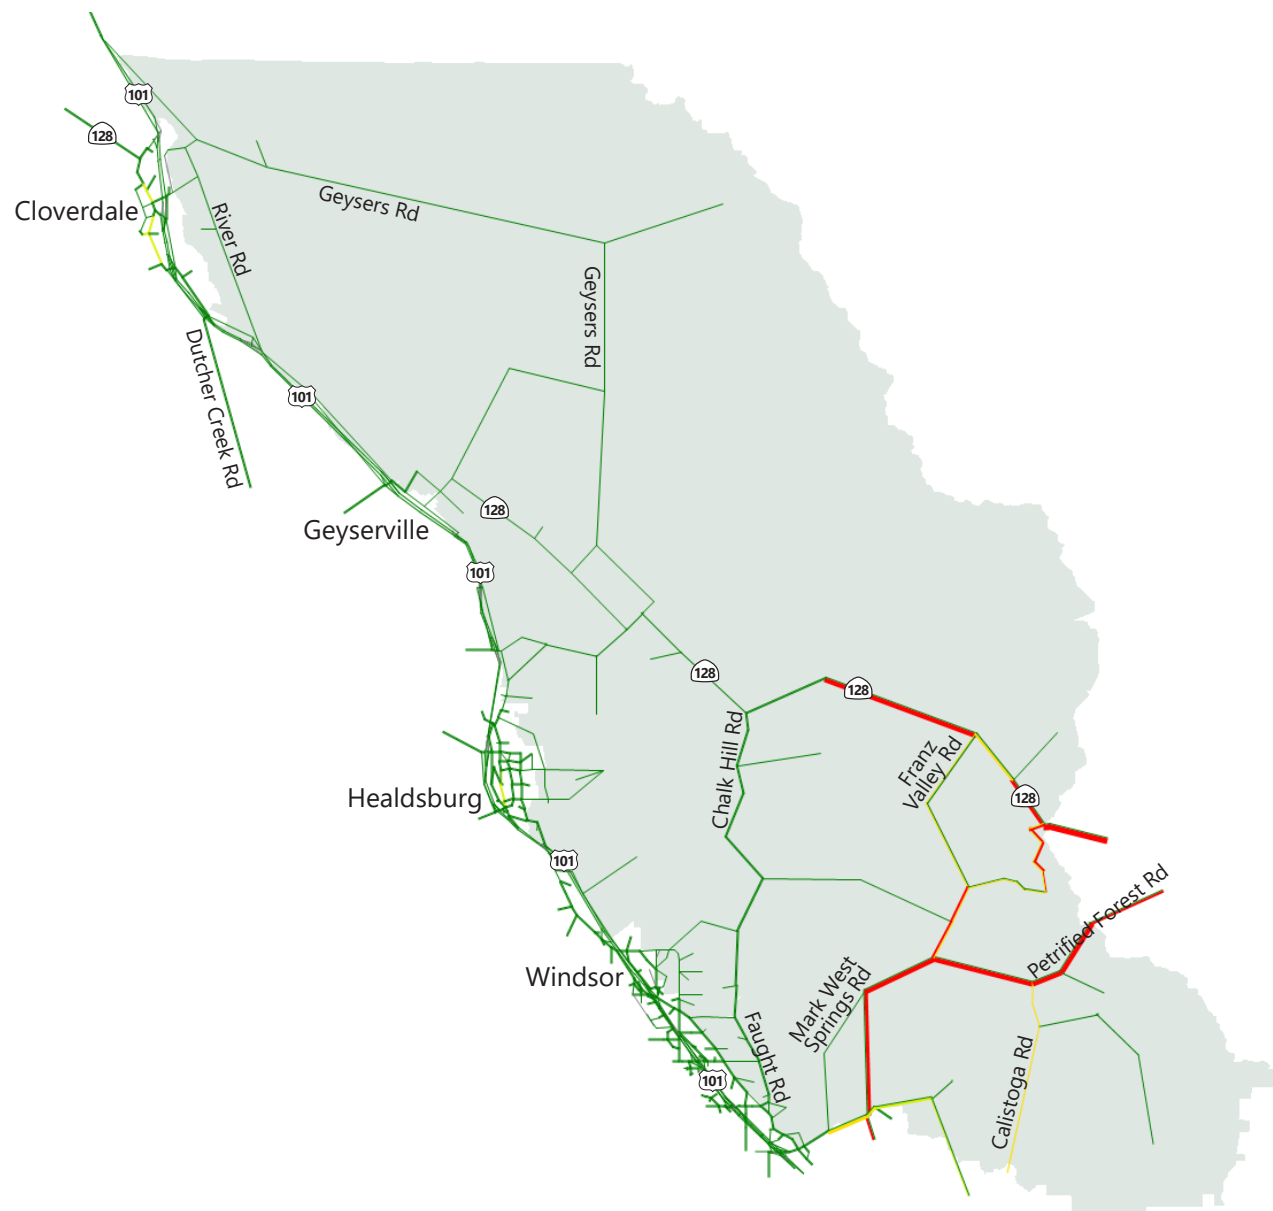 101
128
Cloverdale
Geysers Rd
River Rd
Geysers Rd
Dutcher Creek Rd
101
128
Geyserville
101
128
128
Chalk Hill Rd
Franz
Valley Rd
Healdsburg
128
101
Petrified Forest Rd
Windsor
Mark West
Springs Rd
Faught Rd
101
Calistoga Rd